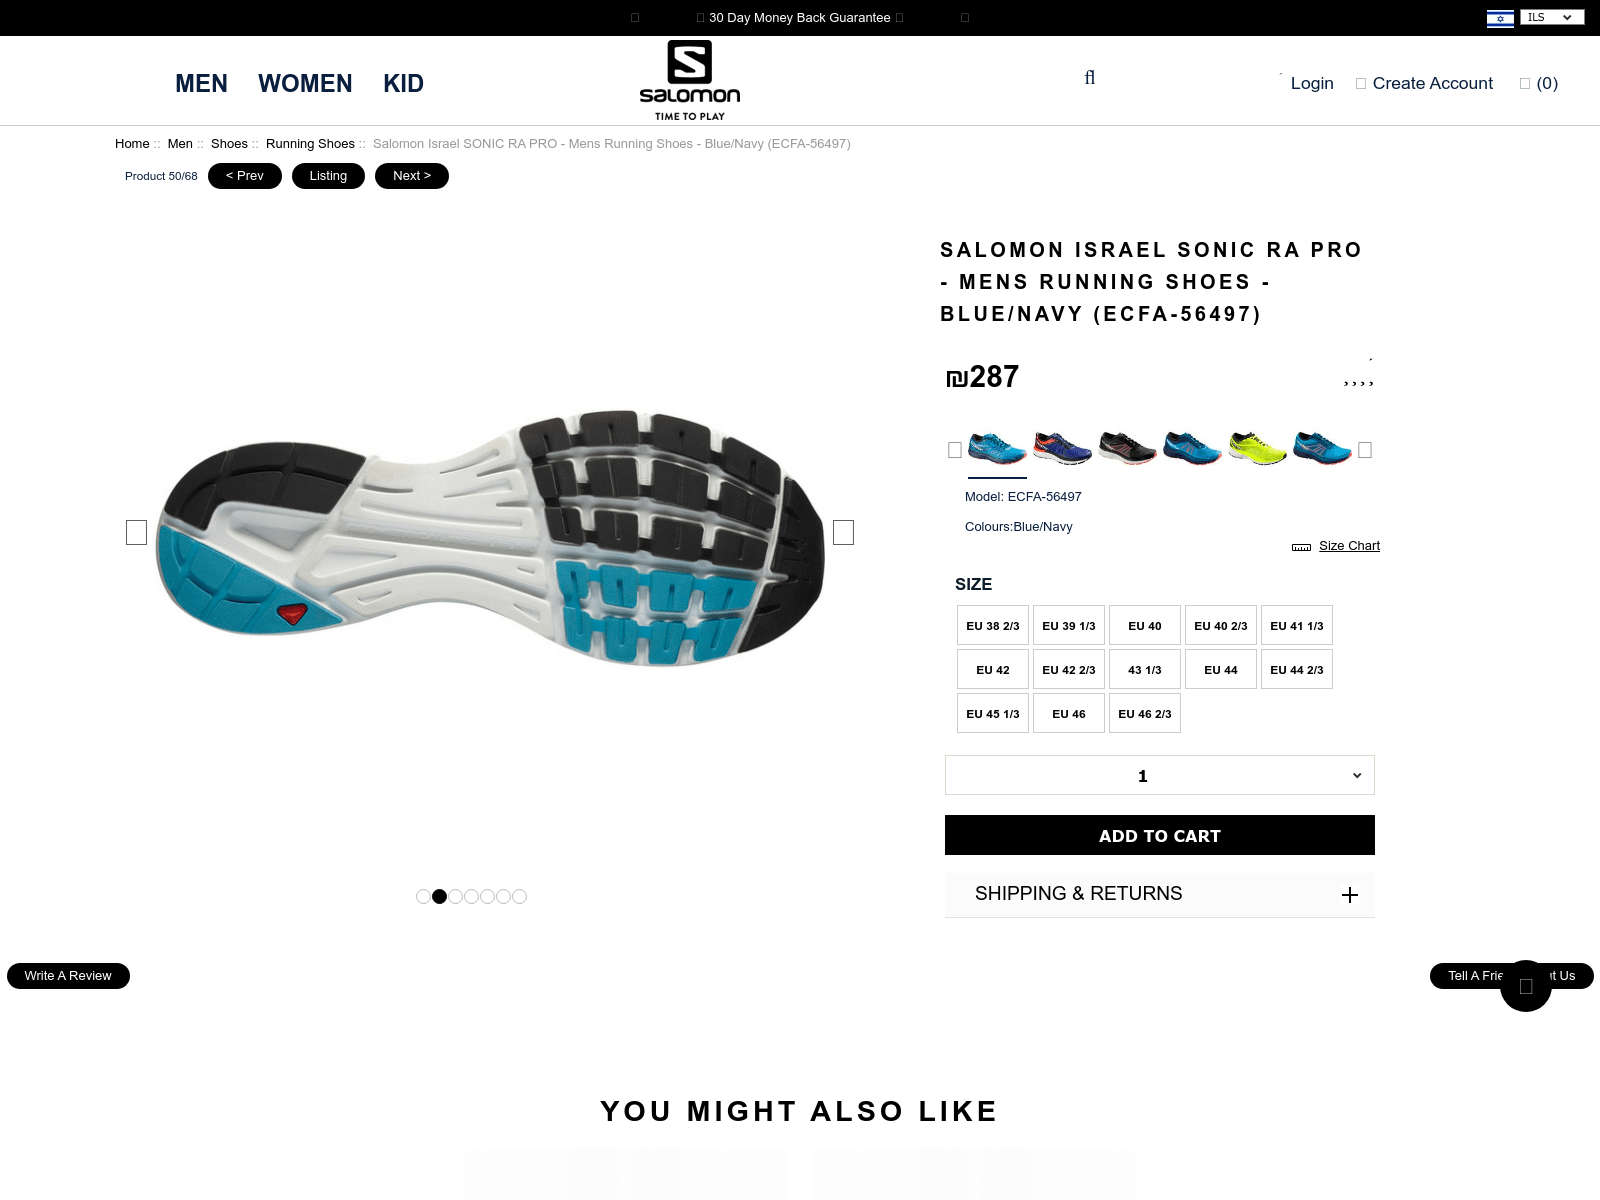 30 Day Money Back Guarantee
ILS
MEN WOMEN KID
SALOMON
TIME TO PLAY
Login Create Account (0)
Home :: Men :: Shoes :: Running Shoes :: Salomon Israel SONIC RA PRO - Mens Running Shoes - Blue/Navy (ECFA-56497)
Product 50/68 < Prev Listing Next >
SALOMON ISRAEL SONIC RA PRO
- MENS RUNNING SHOES -
BLUE/NAVY (ECFA-56497)
₪287
Model: ECFA-56497
Colours:Blue/Navy
Size Chart
SIZE
EU 38 2/3 EU 39 1/3 EU 40 EU 40 2/3 EU 41 1/3
EU 42 EU 42 2/3 43 1/3 EU 44 EU 44 2/3
EU 45 1/3 EU 46 EU 46 2/3
1
ADD TO CART
SHIPPING & RETURNS
Write A Review
Tell A Frie t Us
YOU MIGHT ALSO LIKE